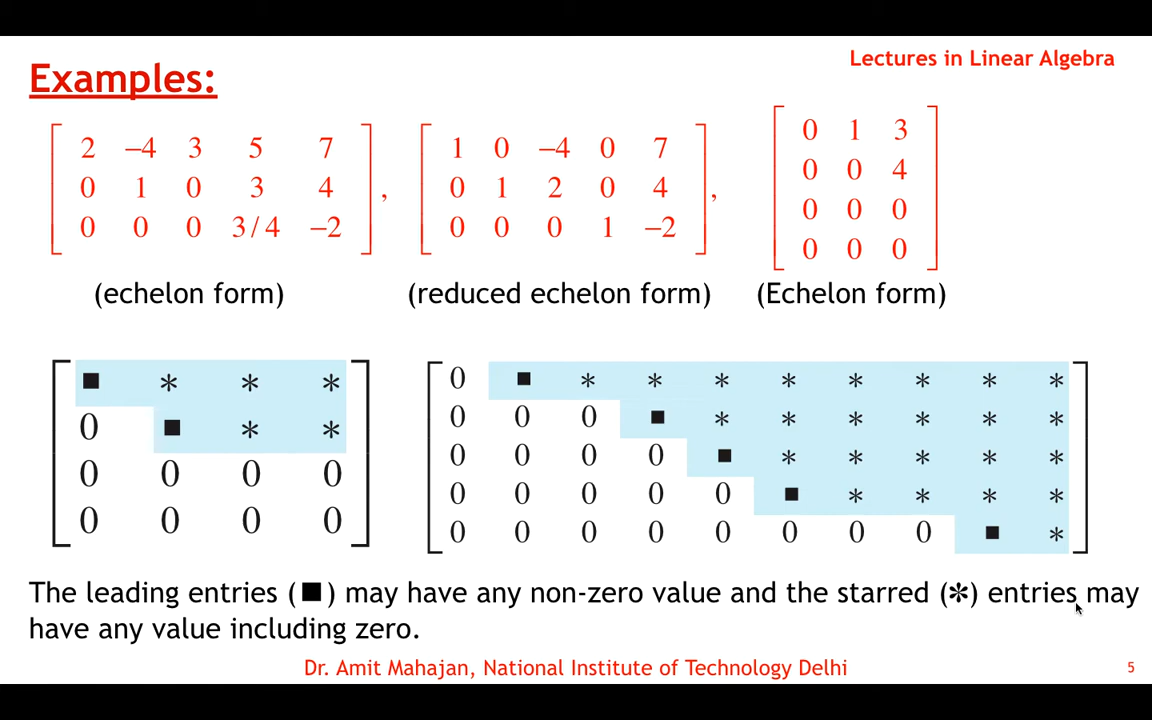 Lectures in Linear Algebra
Examples:
[ 2 –4 3 5 7 ] , [ 1 0 –4 0 7 ] , [ 0 1 3 ]
[ 0 1 0 3 4 ] [ 0 1 2 0 4 ] [ 0 0 4 ]
[ 0 0 0 3/4 –2 ] [ 0 0 0 1 –2 ] [ 0 0 0 ]
[ 0 0 0 ]
(echelon form) (reduced echelon form) (Echelon form)
[ ■ * * * ]
[ 0 ■ * * ]
[ 0 0 0 0 ]
[ 0 0 0 0 ]
[ 0 ■ * * * * * * * * ]
[ 0 0 0 ■ * * * * * * ]
[ 0 0 0 0 ■ * * * * * ]
[ 0 0 0 0 0 ■ * * * * ]
[ 0 0 0 0 0 0 0 0 ■ * ]
The leading entries (■) may have any non-zero value and the starred (*) entries may
have any value including zero.
Dr. Amit Mahajan, National Institute of Technology Delhi
5